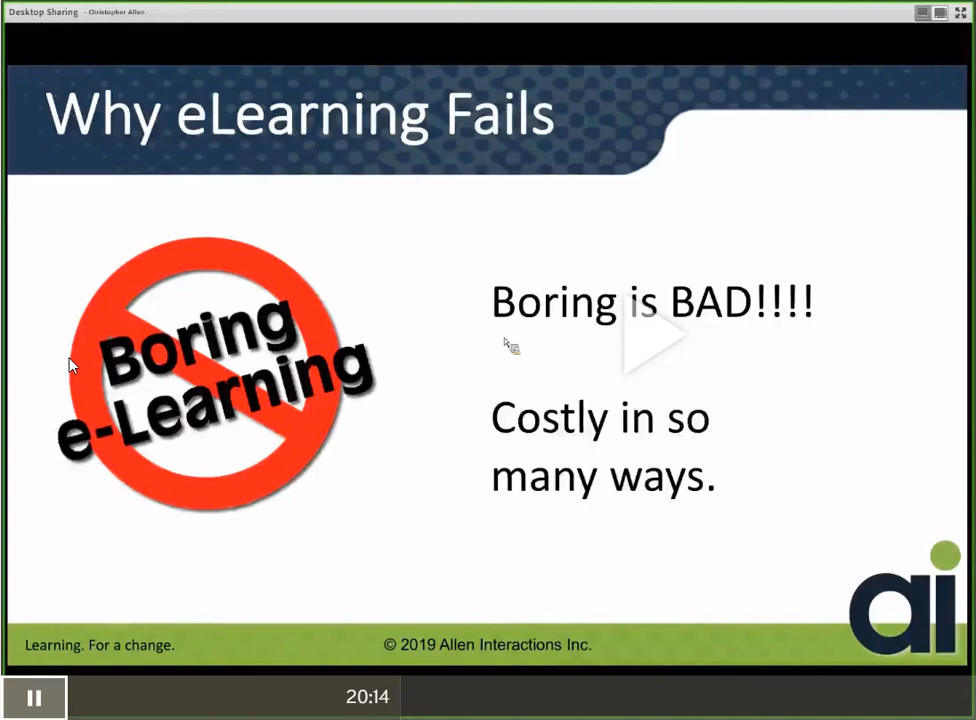 Desktop Sharing - Christopher Allen
Why eLearning Fails
Boring
e-Learning
Boring is BAD!!!!
Costly in so
many ways.
ai
Learning. For a change.
© 2019 Allen Interactions Inc.
20:14